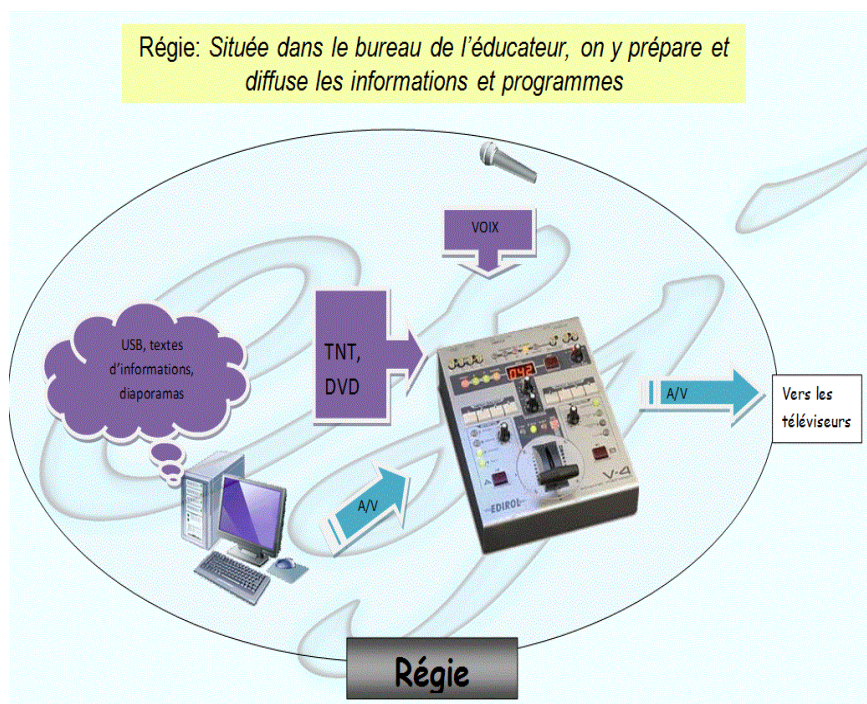 Régie: Située dans le bureau de l'éducateur, on y prépare et
diffuse les informations et programmes
VOIX
USB, textes
d'informations,
diaporamas
TNT,
DVD
042
A/V
Vers les
téléviseurs
A/V
V-4
EDIROL
Régie